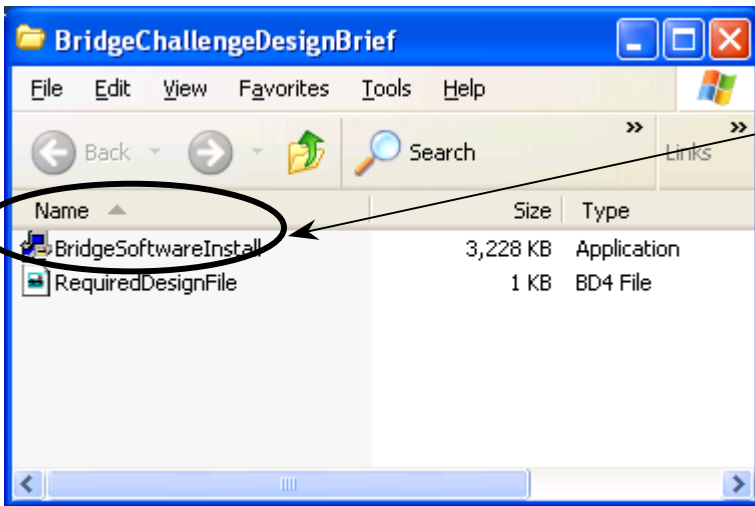 BridgeChallengeDesignBrief
File Edit View Favorites Tools Help
Back Search » Links »
Name Size Type
BridgeSoftwareInstall 3,228 KB Application
RequiredDesignFile 1 KB BD4 File